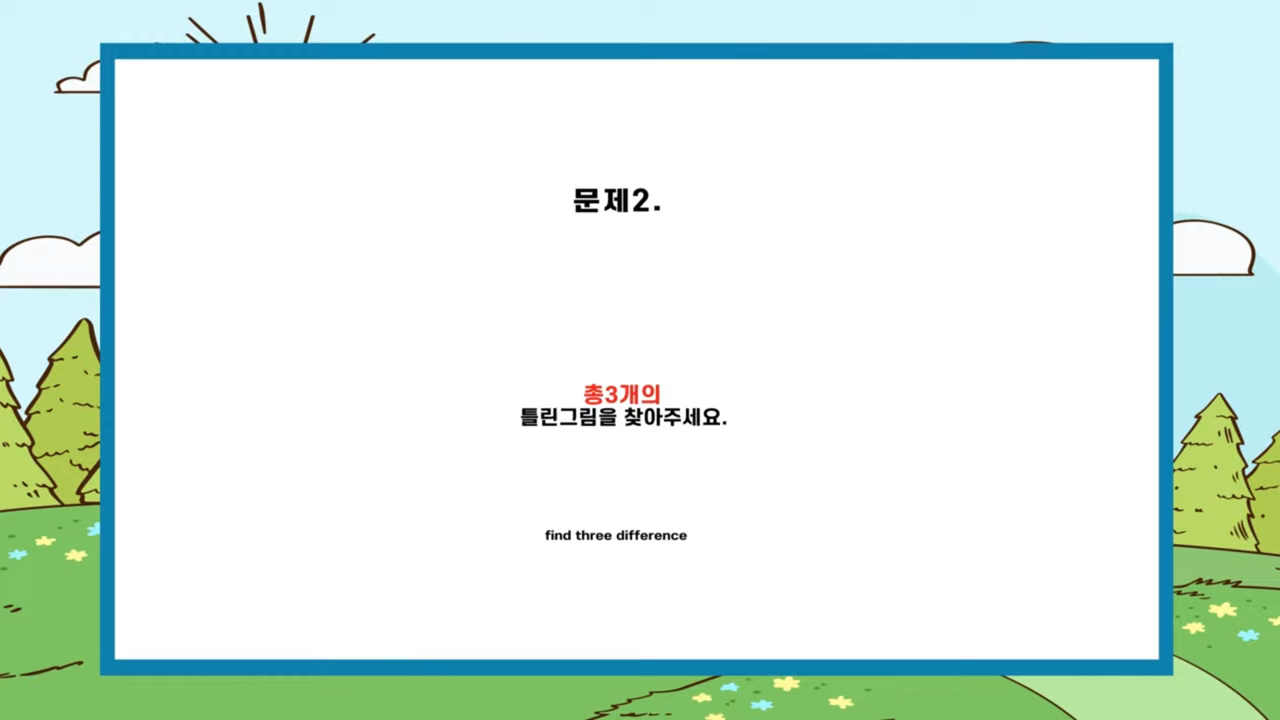 문제2.
총3개의
틀린그림을 찾아주세요.
find three difference